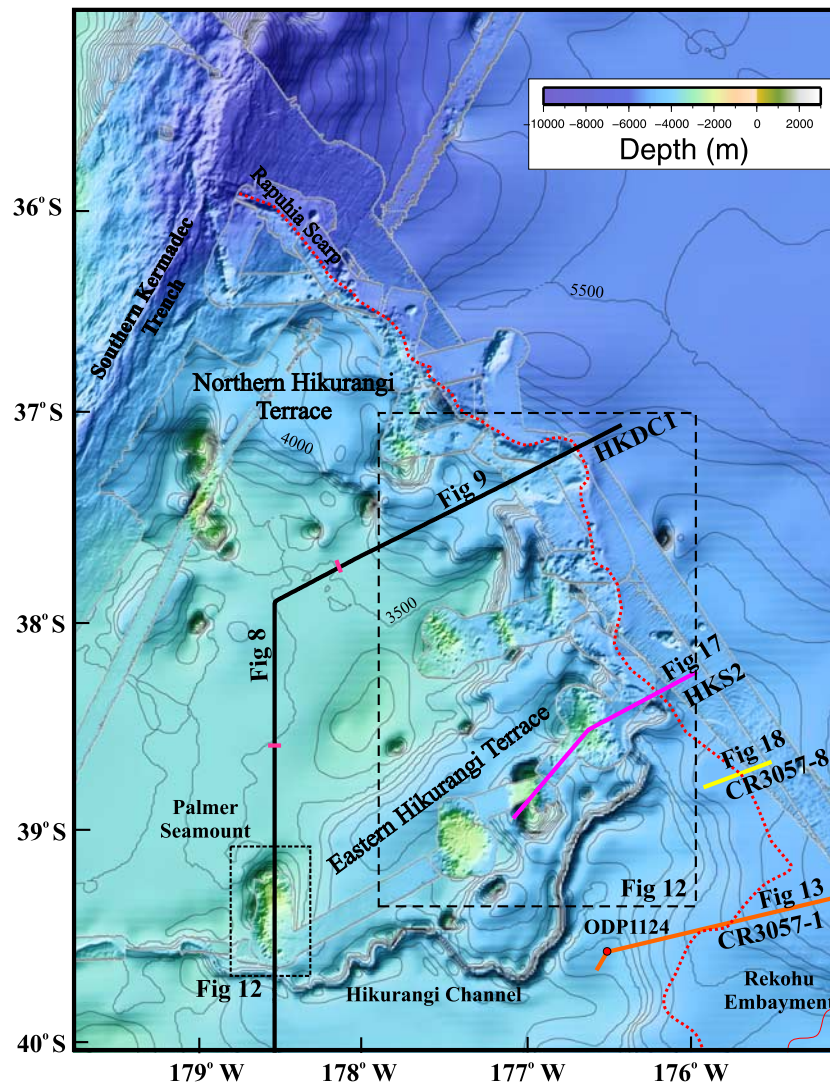 -10000 -8000 -6000 -4000 -2000 0 2000
Depth (m)
36° S
Rapuhia Scarp
Southern Kermadec
Trench
5500
Northern Hikurangi
Terrace
37° S
4000
HKDC1
Fig 9
3500
38° S
Fig 8
Fig 17
HKS2
Eastern Hikurangi Terrace
Fig 18
CR3057-8
Palmer
Seamount
39° S
Fig 12
Fig 13
CR3057-1
ODP1124
Fig 12
Hikurangi Channel
Rekohu
Embayment
40° S
179° W 178° W 177° W 176° W